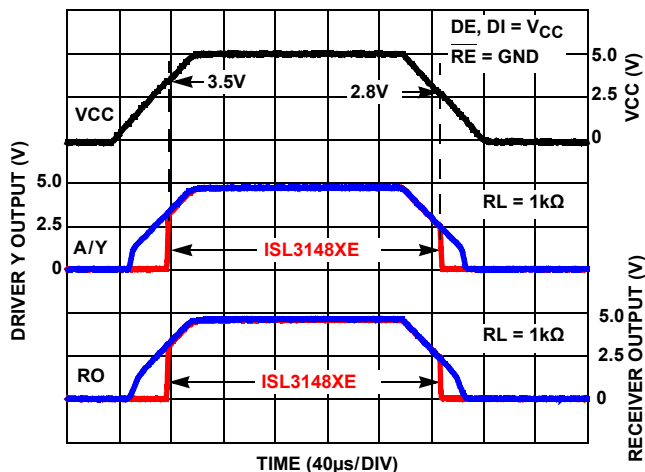 DE, DI = VCC
RE = GND
5.0
3.5V
2.8V
2.5
VCC
0
VCC (V)
DRIVER Y OUTPUT (V)
5.0
RL = 1kΩ
2.5
A/Y
ISL3148XE
0
5.0
RL = 1kΩ
2.5
RO
ISL3148XE
0
RECEIVER OUTPUT (V)
TIME (40µs/DIV)